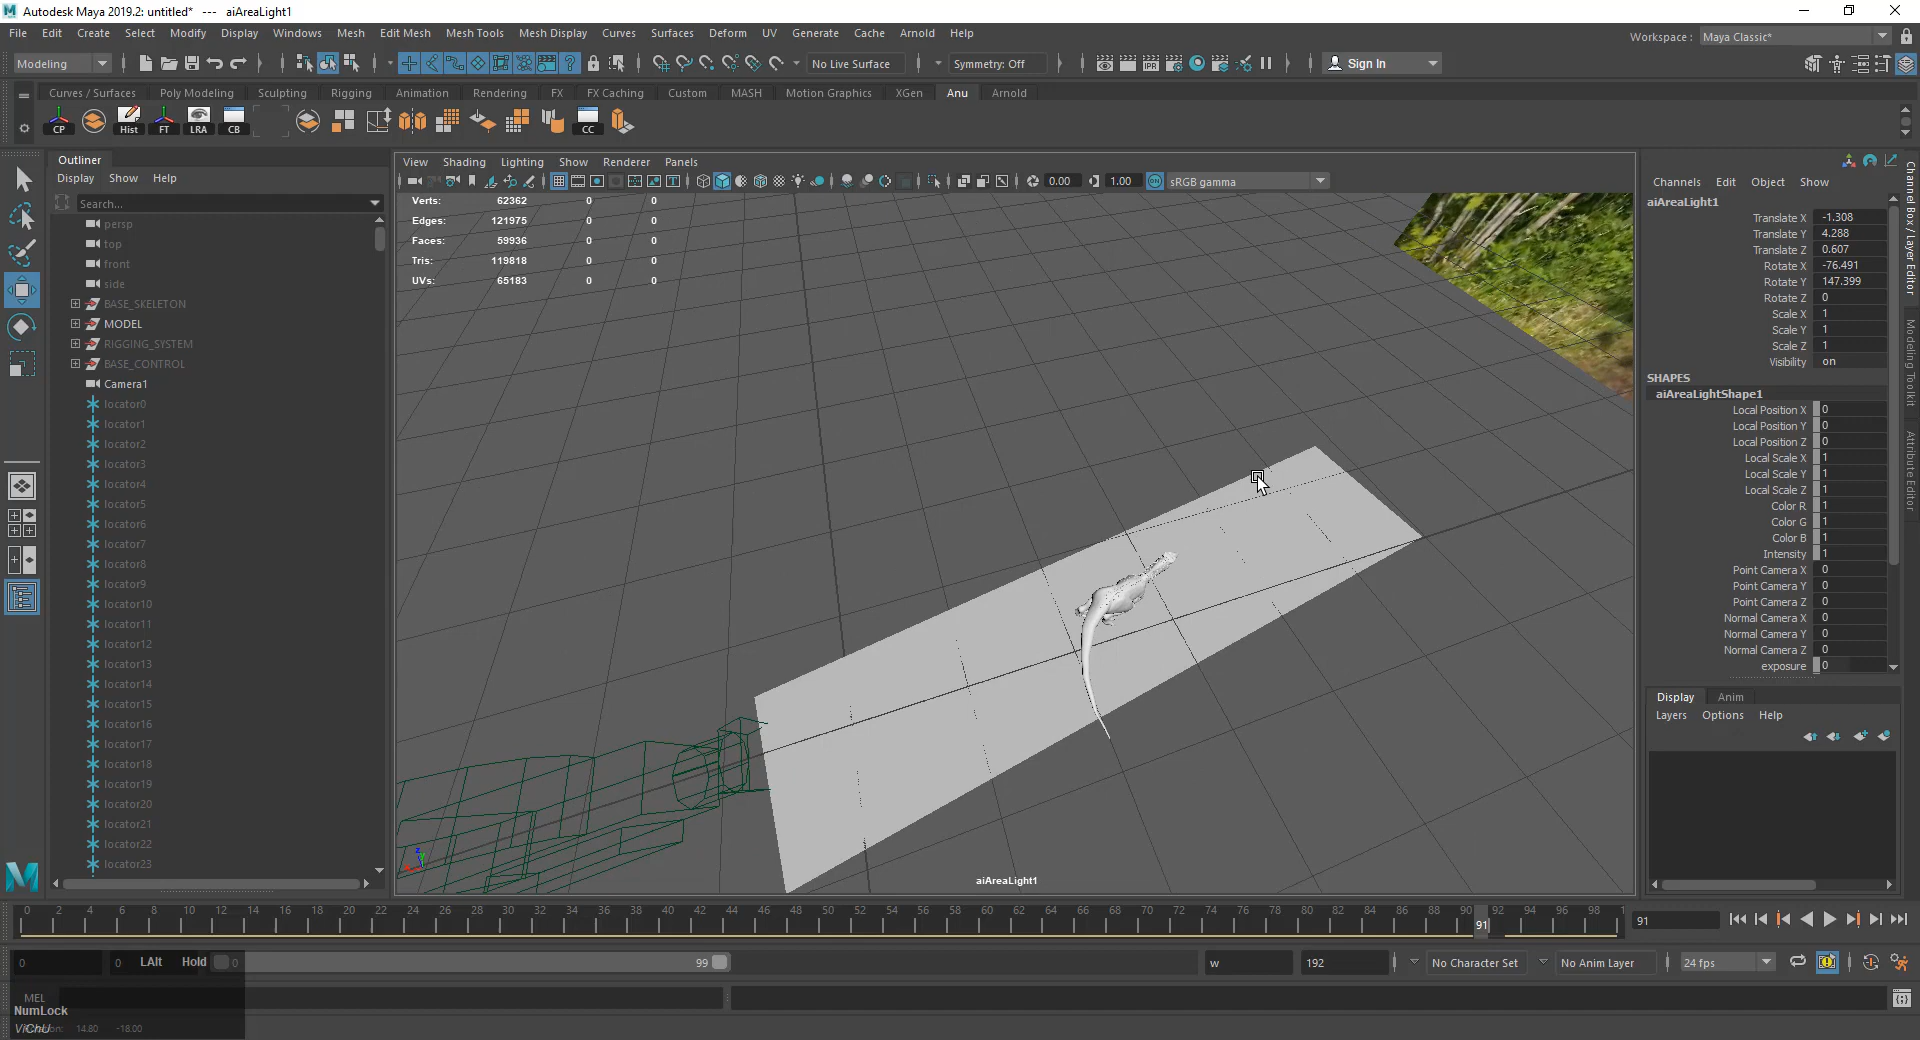 Autodesk Maya 2019.2: untitled* --- aiAreaLight1
File Edit Create Select Modify Display Windows Mesh Edit Mesh Mesh Tools Mesh Display Curves Surfaces Deform UV Generate Cache Arnold Help
Workspace : Maya Classic*
Modeling No Live Surface Symmetry: Off Sign In
Curves / Surfaces Poly Modeling Sculpting Rigging Animation Rendering FX FX Caching Custom MASH Motion Graphics XGen Anu Arnold
CP Hist FT LRA CB CC
Outliner
Display Show Help
Search...
persp
top
front
side
BASE_SKELETON
MODEL
RIGGING_SYSTEM
BASE_CONTROL
Camera1
locator0
locator1
locator2
locator3
locator4
locator5
locator6
locator7
locator8
locator9
locator10
locator11
locator12
locator13
locator14
locator15
locator16
locator17
locator18
locator19
locator20
locator21
locator22
locator23
View Shading Lighting Show Renderer Panels
0.00 1.00 sRGB gamma
Verts: 62362 0 0
Edges: 121975 0 0
Faces: 59936 0 0
Tris: 119818 0 0
UVs: 65183 0 0
aiAreaLight1
Channels Edit Object Show
aiAreaLight1
Translate X -1.308
Translate Y 4.288
Translate Z 0.607
Rotate X -76.491
Rotate Y 147.399
Rotate Z 0
Scale X 1
Scale Y 1
Scale Z 1
Visibility on
SHAPES
aiAreaLightShape1
Local Position X 0
Local Position Y 0
Local Position Z 0
Local Scale X 1
Local Scale Y 1
Local Scale Z 1
Color R 1
Color G 1
Color B 1
Intensity 1
Point Camera X 0
Point Camera Y 0
Point Camera Z 0
Normal Camera X 0
Normal Camera Y 0
Normal Camera Z 0
exposure 0
Display Anim
Layers Options Help
Channel Box / Layer Editor
Modeling Toolkit
Attribute Editor
0 2 4 6 8 10 12 14 16 18 20 22 24 26 28 30 32 34 36 38 40 42 44 46 48 50 52 54 56 58 60 62 64 66 68 70 72 74 76 78 80 82 84 86 88 90 92 94 96 98 1
91 91
0 0 LAlt Hold 0 99 w 192 No Character Set No Anim Layer 24 fps
MEL
NumLock
ViChU 14.80 -18.00